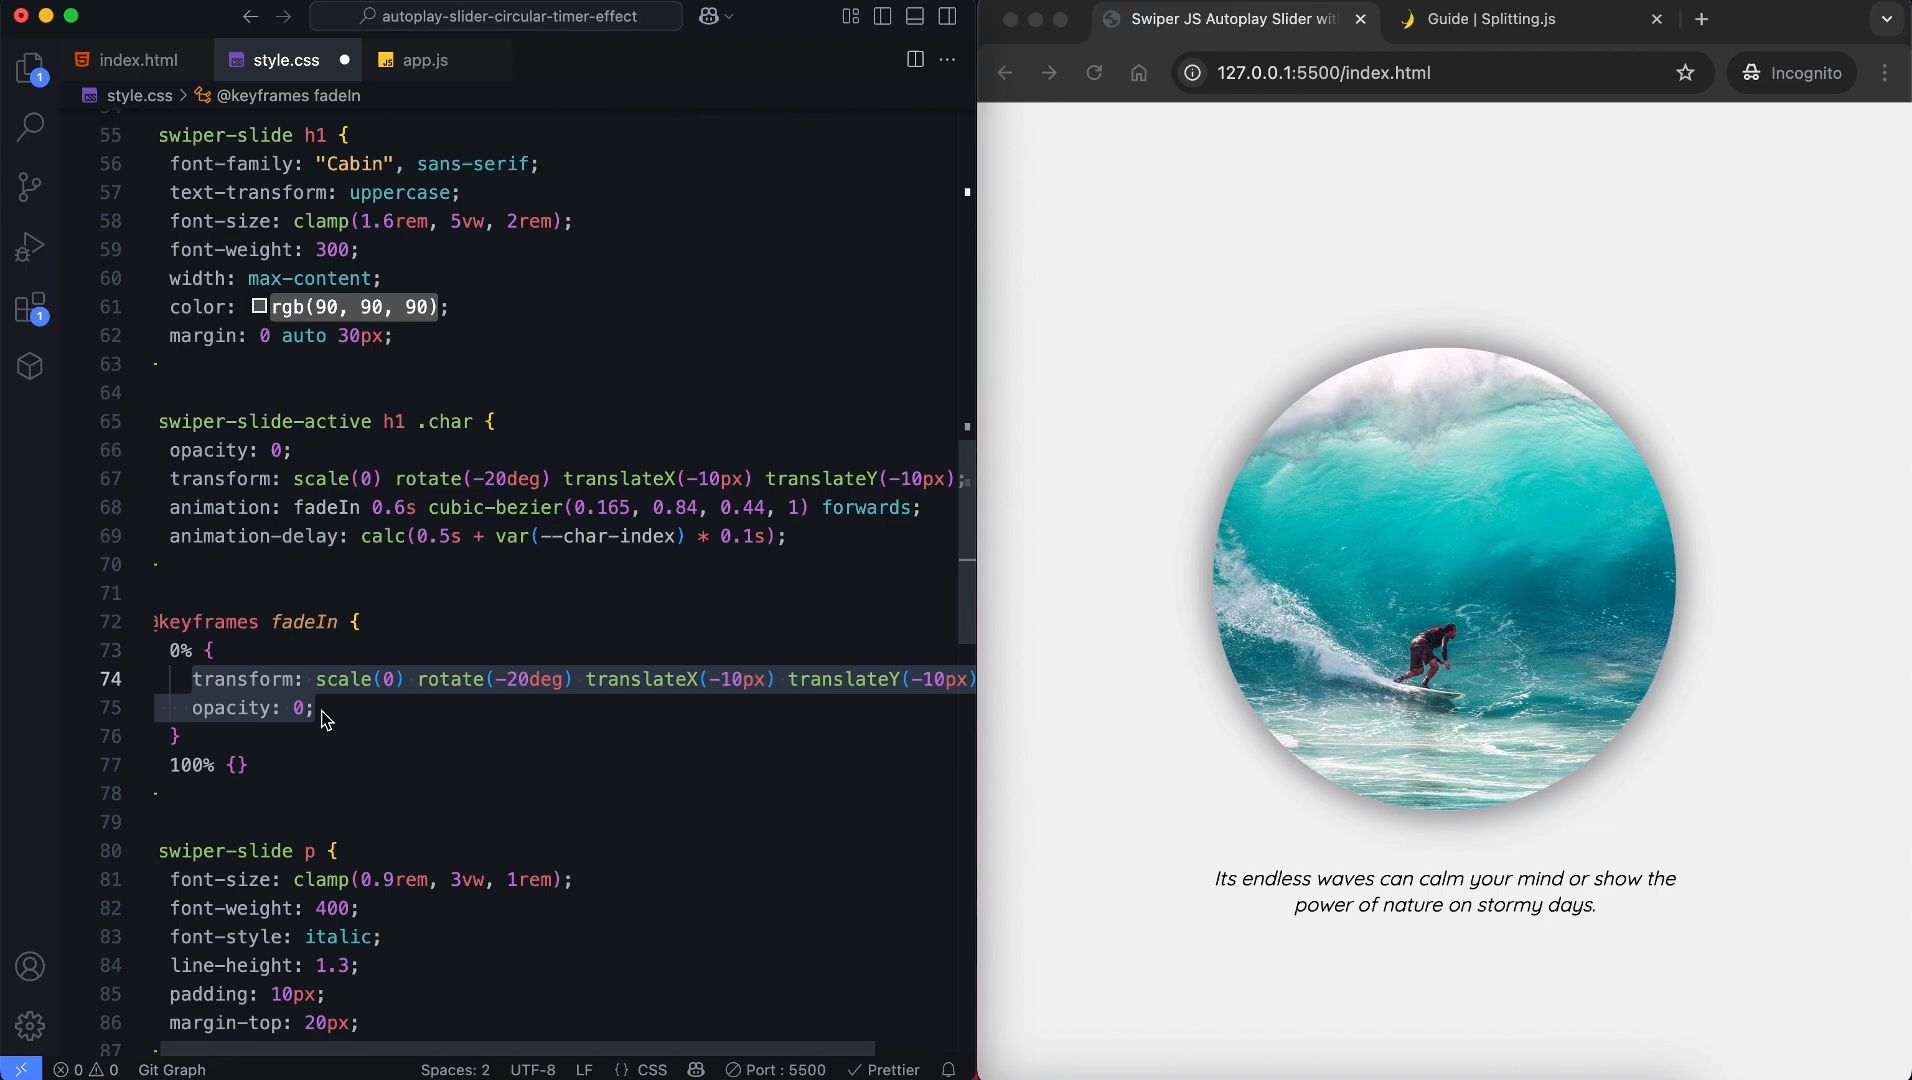 autoplay-slider-circular-timer-effect
index.html
style.css
app.js
style.css > @keyframes fadeIn
55 swiper-slide h1 {
56 font-family: "Cabin", sans-serif;
57 text-transform: uppercase;
58 font-size: clamp(1.6rem, 5vw, 2rem);
59 font-weight: 300;
60 width: max-content;
61 color: rgb(90, 90, 90);
62 margin: 0 auto 30px;
63
64
65 swiper-slide-active h1 .char {
66 opacity: 0;
67 transform: scale(0) rotate(-20deg) translateX(-10px) translateY(-10px);
68 animation: fadeIn 0.6s cubic-bezier(0.165, 0.84, 0.44, 1) forwards;
69 animation-delay: calc(0.5s + var(--char-index) * 0.1s);
70
71
72 keyframes fadeIn {
73 0% {
74 transform: scale(0) rotate(-20deg) translateX(-10px) translateY(-10px)
75 opacity: 0;
76 }
77 100% {}
78
79
80 swiper-slide p {
81 font-size: clamp(0.9rem, 3vw, 1rem);
82 font-weight: 400;
83 font-style: italic;
84 line-height: 1.3;
85 padding: 10px;
86 margin-top: 20px;
87
1
1
0 0 Git Graph Spaces: 2 UTF-8 LF {} CSS Port : 5500 Prettier
Swiper JS Autoplay Slider wit
Guide | Splitting.js
127.0.0.1:5500/index.html
Incognito
Its endless waves can calm your mind or show the
power of nature on stormy days.